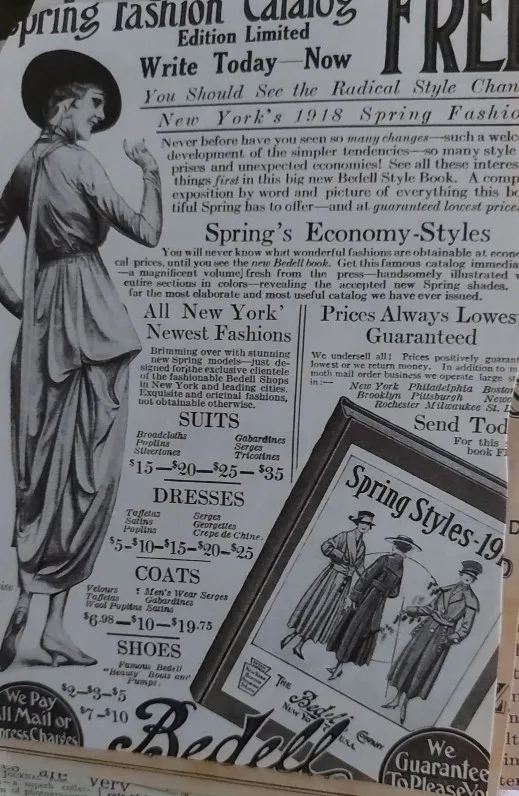 Spring Fashion Catalog
FREE
Edition Limited
Write Today—Now
You Should See the Radical Style Chan
New York's 1918 Spring Fashio
Never before have you seen so many changes—such a welc
development of the simpler tendencies—so many style
prises and unexpected economies! See all these interes
things first in this big new Bedell Style Book. A comp
exposition by word and picture of everything this be
tiful Spring has to offer—and at guaranteed lowest price
Spring's Economy-Styles
You will never know what wonderful fashions are obtainable at econo
cal prices, until you see the new Bedell book. Get this famous catalog immedia
—a magnificent volume, fresh from the press—handsomely illustrated
entire sections in colors—revealing the accepted new Spring shades.
far the most elaborate and most useful catalog we have ever issued.
All New York'
Newest Fashions
Brimming over with stunning
new Spring models—just de-
signed for the exclusive clientele
of the fashionable Bedell Shops
in New York and leading cities.
Exquisite and original fashions,
not obtainable otherwise.
SUITS
Broadcloths Gabardines
Poplins Serges
Silvertones Tricotines
$15—$20—$25—$35
DRESSES
Taffetas Serges
Satins Georgettes
Poplins Crepe de Chine
$5-$10—$15—$20—$25
COATS
Velours Men's Wear Serges
Taffetas Gabardines
Wool Poplins Satins
$6.98—$10—$19.75
SHOES
Famous Bedell
"Beauty" Boots and
Pumps.
$2—$3—$5
$7—$10
Prices Always Lowes
Guaranteed
We undersell all! Prices positively guaran
lowest or we return money. In addition to m
moth mail order business we operate large s
in:—
New York Philadelphia Boston
Brooklyn Pittsburgh Newa
Rochester Milwaukee St. L
Send Tod
For this
book F
Spring Styles-19
THE
Bedell
COMPANY
NEW YORK
U.S.A.
We Pay
All Mail or
press Charges
Bedell
We
Guarantee
To Please Yo
JOURNAL are very
—a superb collec-